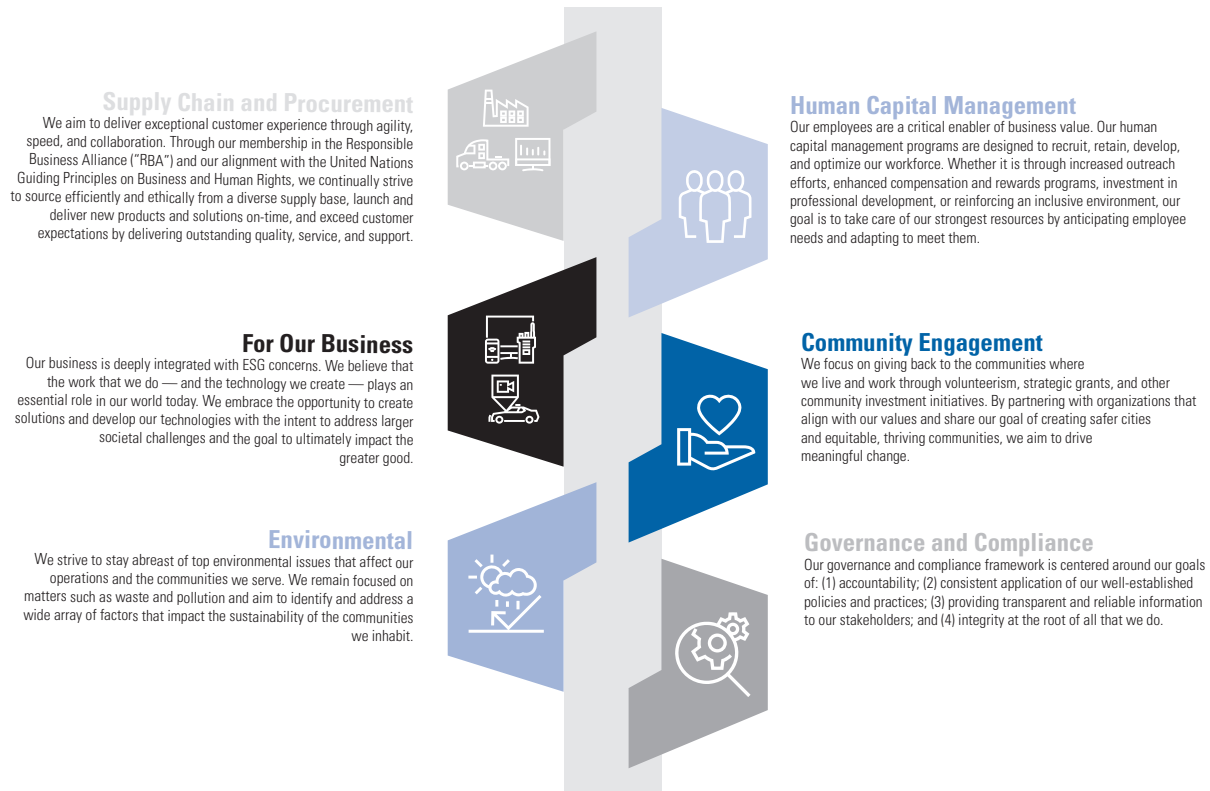 Supply Chain and Procurement
We aim to deliver exceptional customer experience through agility,
speed, and collaboration. Through our membership in the Responsible
Business Alliance (“RBA”) and our alignment with the United Nations
Guiding Principles on Business and Human Rights, we continually strive
to source efficiently and ethically from a diverse supply base, launch and
deliver new products and solutions on-time, and exceed customer
expectations by delivering outstanding quality, service, and support.
Human Capital Management
Our employees are a critical enabler of business value. Our human
capital management programs are designed to recruit, retain, develop,
and optimize our workforce. Whether it is through increased outreach
efforts, enhanced compensation and rewards programs, investment in
professional development, or reinforcing an inclusive environment, our
goal is to take care of our strongest resources by anticipating employee
needs and adapting to meet them.
For Our Business
Our business is deeply integrated with ESG concerns. We believe that
the work that we do — and the technology we create — plays an
essential role in our world today. We embrace the opportunity to create
solutions and develop our technologies with the intent to address larger
societal challenges and the goal to ultimately impact the
greater good.
Community Engagement
We focus on giving back to the communities where
we live and work through volunteerism, strategic grants, and other
community investment initiatives. By partnering with organizations that
align with our values and share our goal of creating safer cities
and equitable, thriving communities, we aim to drive
meaningful change.
Environmental
We strive to stay abreast of top environmental issues that affect our
operations and the communities we serve. We remain focused on
matters such as waste and pollution and aim to identify and address a
wide array of factors that impact the sustainability of the communities
we inhabit.
Governance and Compliance
Our governance and compliance framework is centered around our goals
of: (1) accountability; (2) consistent application of our well-established
policies and practices; (3) providing transparent and reliable information
to our stakeholders; and (4) integrity at the root of all that we do.